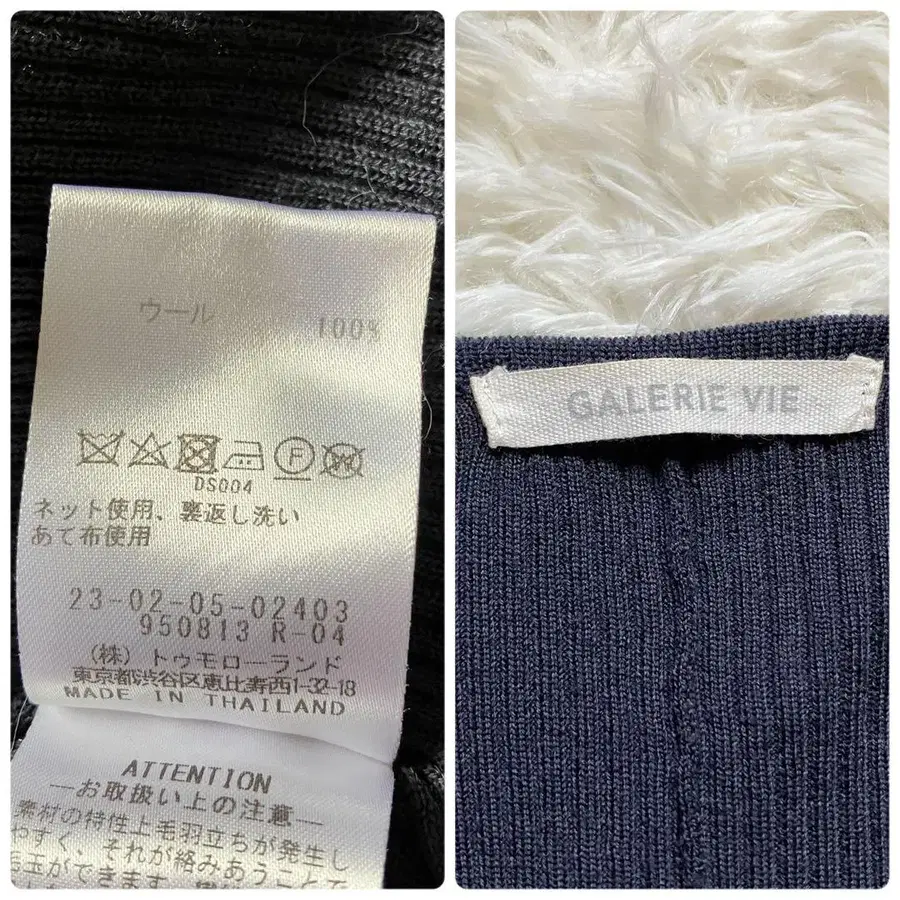 ウール 100%
F W
DS004
ネット使用、裏返し洗い
あて布使用
23-02-05-02403
950813 R-04
(株)トゥモローランド
東京都渋谷区恵比寿西1-32-18
MADE IN THAILAND
ATTENTION
―お取扱い上の注意―
素材の特性上毛羽立ちが発生し
やすく、それが絡みあうことで
毛玉ができます。
GALERIE VIE